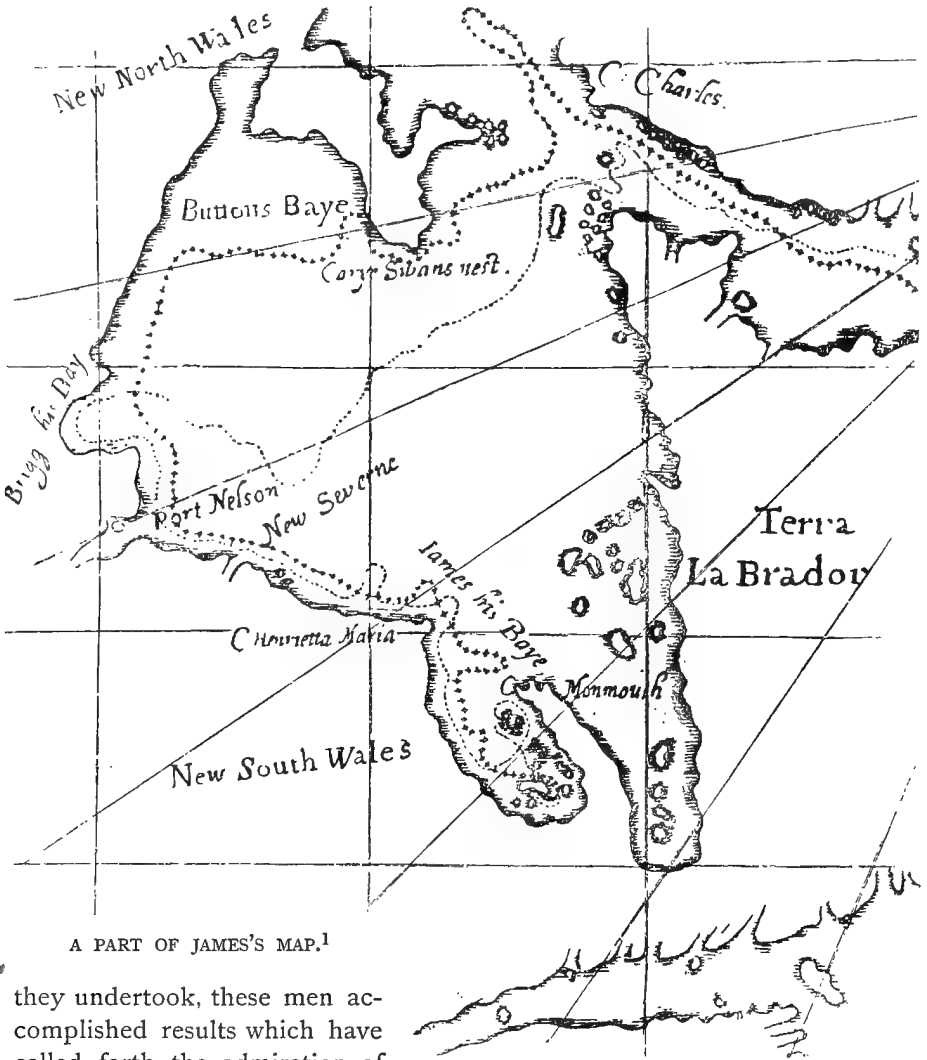 New North Wales
C: Charles.
Buttons Baye.
Cary's Swans nest.
Brigg his Bay
Port Nelson
New Severne
Iames his Baye
Terra
La Brador
C Henrietta Maria
C Monmouth
New South Wales
A PART OF JAMES'S MAP.1
they undertook, these men ac-
complished results which have
called forth the admiration of